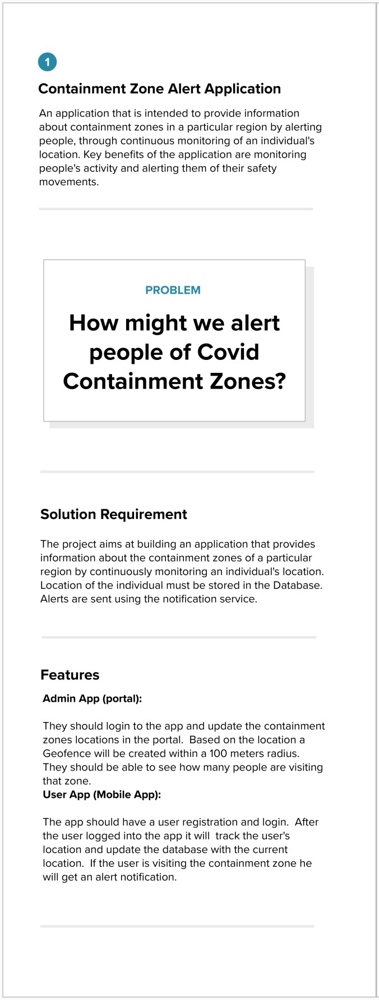 1
Containment Zone Alert Application
An application that is intended to provide information
about containment zones in a particular region by alerting
people, through continuous monitoring of an individual's
location. Key benefits of the application are monitoring
people's activity and alerting them of their safety
movements.
PROBLEM
How might we alert
people of Covid
Containment Zones?
Solution Requirement
The project aims at building an application that provides
information about the containment zones of a particular
region by continuously monitoring an individual's location.
Location of the individual must be stored in the Database.
Alerts are sent using the notification service.
Features
Admin App (portal):
They should login to the app and update the containment
zones locations in the portal.  Based on the location a
Geofence will be created within a 100 meters radius.
They should be able to see how many people are visiting
that zone.
User App (Mobile App):
The app should have a user registration and login.  After
the user logged into the app it will  track the user's
location and update the database with the current
location.  If the user is visiting the containment zone he
will get an alert notification.